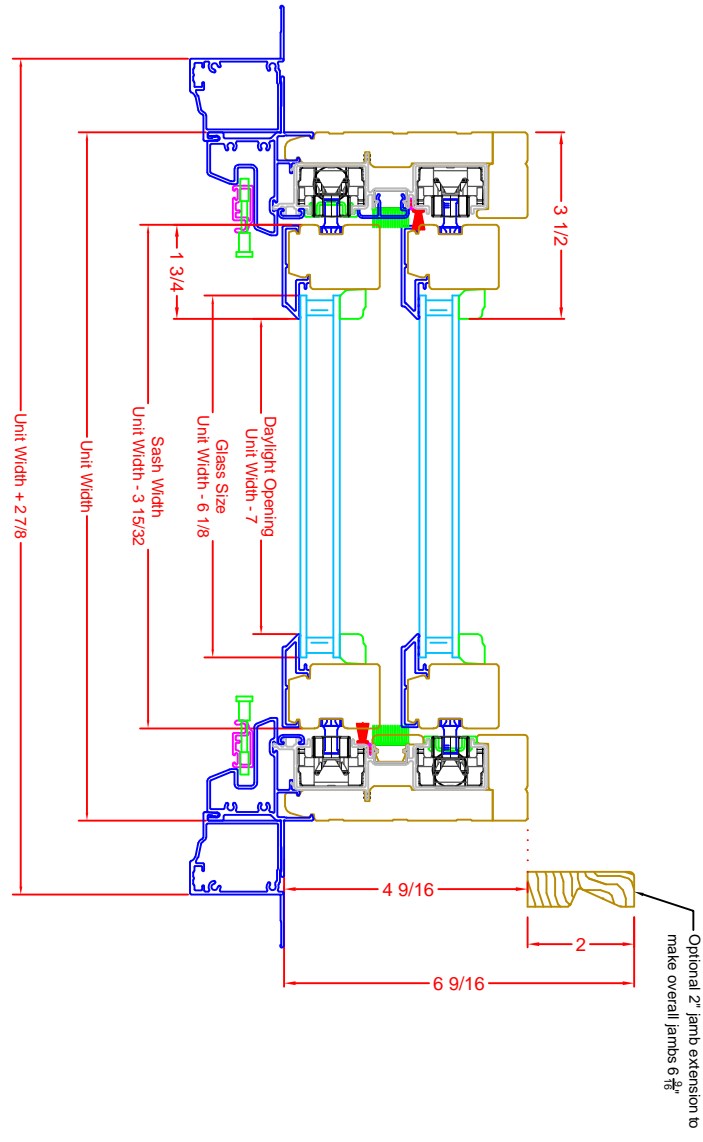 Optional 2" jamb extension to
make overall jambs 6 9/16"
3 1/2
1 3/4
Daylight Opening
Unit Width - 7
Glass Size
Unit Width - 6 1/8
Sash Width
Unit Width - 3 15/32
Unit Width
Unit Width + 2 7/8
4 9/16
2
6 9/16